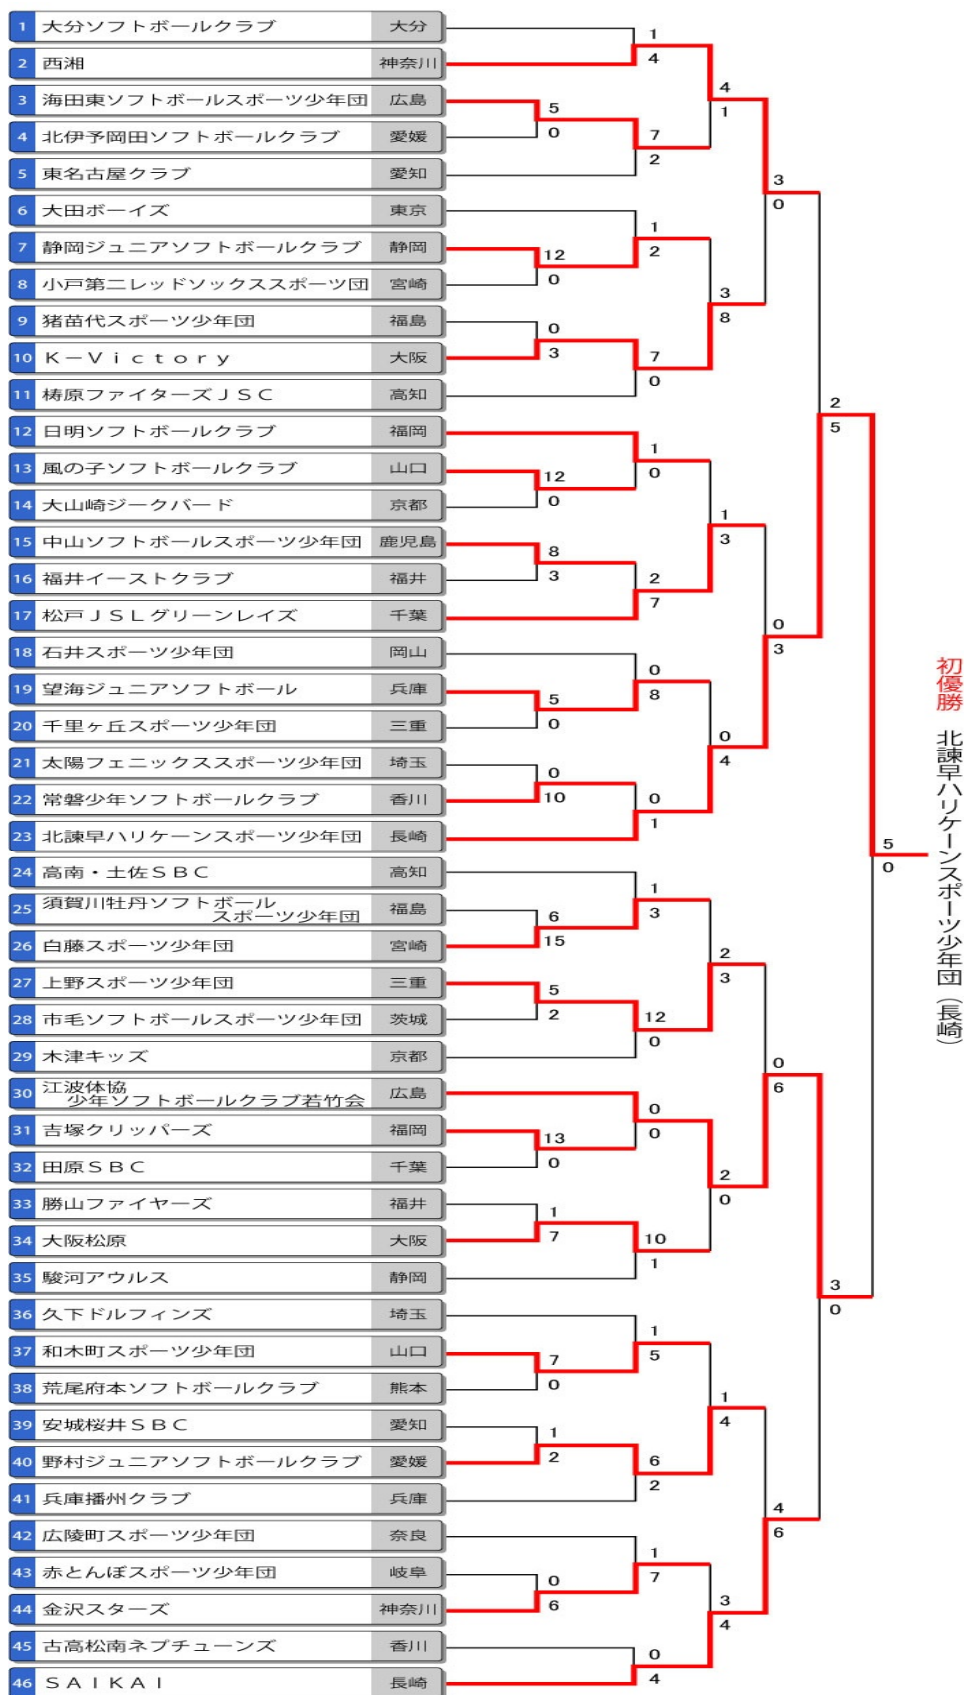 1 大分ソフトボールクラブ 大分
2 西湘 神奈川
3 海田東ソフトボールスポーツ少年団 広島
4 北伊予岡田ソフトボールクラブ 愛媛
5 東名古屋クラブ 愛知
6 大田ボーイズ 東京
7 静岡ジュニアソフトボールクラブ 静岡
8 小戸第二レッドソックススポーツ団 宮崎
9 猪苗代スポーツ少年団 福島
10 K－Victory 大阪
11 梼原ファイターズJSC 高知
12 日明ソフトボールクラブ 福岡
13 風の子ソフトボールクラブ 山口
14 大山崎ジークバード 京都
15 中山ソフトボールスポーツ少年団 鹿児島
16 福井イーストクラブ 福井
17 松戸JSLグリーンレイズ 千葉
18 石井スポーツ少年団 岡山
19 望海ジュニアソフトボール 兵庫
20 千里ヶ丘スポーツ少年団 三重
21 太陽フェニックススポーツ少年団 埼玉
22 常磐少年ソフトボールクラブ 香川
23 北諫早ハリケーンスポーツ少年団 長崎
24 高南・土佐SBC 高知
25 須賀川牡丹ソフトボール
スポーツ少年団 福島
26 白藤スポーツ少年団 宮崎
27 上野スポーツ少年団 三重
28 市毛ソフトボールスポーツ少年団 茨城
29 木津キッズ 京都
30 江波体協
少年ソフトボールクラブ若竹会 広島
31 吉塚クリッパーズ 福岡
32 田原SBC 千葉
33 勝山ファイヤーズ 福井
34 大阪松原 大阪
35 駿河アウルス 静岡
36 久下ドルフィンズ 埼玉
37 和木町スポーツ少年団 山口
38 荒尾府本ソフトボールクラブ 熊本
39 安城桜井SBC 愛知
40 野村ジュニアソフトボールクラブ 愛媛
41 兵庫播州クラブ 兵庫
42 広陵町スポーツ少年団 奈良
43 赤とんぼスポーツ少年団 岐阜
44 金沢スターズ 神奈川
45 古高松南ネプチューンズ 香川
46 SAIKAI 長崎
5
0
12
0
0
3
12
0
8
3
5
0
0
10
6
15
5
2
13
0
1
7
7
0
1
2
0
6
1
4
7
2
1
2
7
0
1
0
2
7
0
8
0
1
1
3
12
0
0
0
10
1
1
5
6
2
1
7
0
4
4
1
3
8
1
3
0
4
2
3
2
0
1
4
3
4
3
0
0
3
0
6
4
6
2
5
3
0
5
0
初優勝 北諫早ハリケーンスポーツ少年団（長崎）